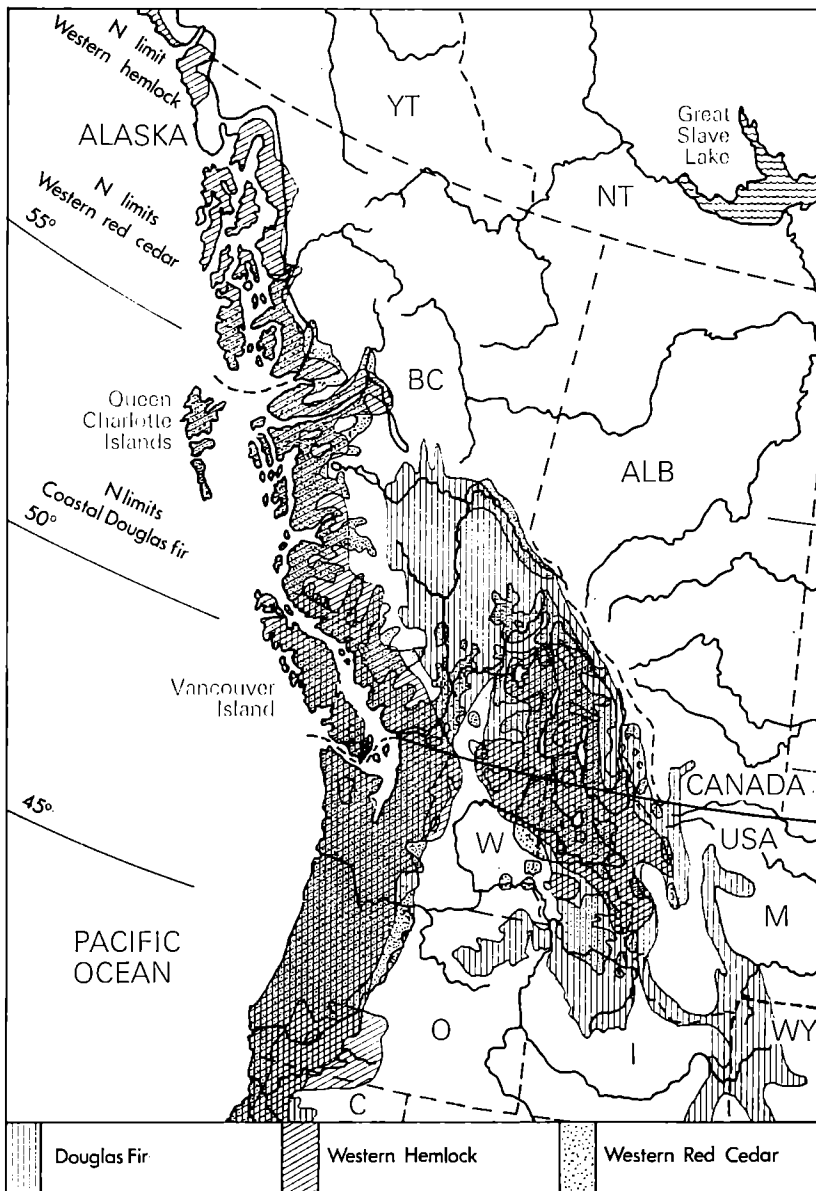 N limit
Western hemlock
YT
Great
Slave
Lake
ALASKA
NT
N limits
Western red cedar
55°
BC
Queen
Charlotte
Islands
ALB
N limits
Coastal Douglas fir
50°
Vancouver
Island
CANADA
45°
USA
W
M
PACIFIC
OCEAN
O
I
WY
C
Douglas Fir
Western Hemlock
Western Red Cedar